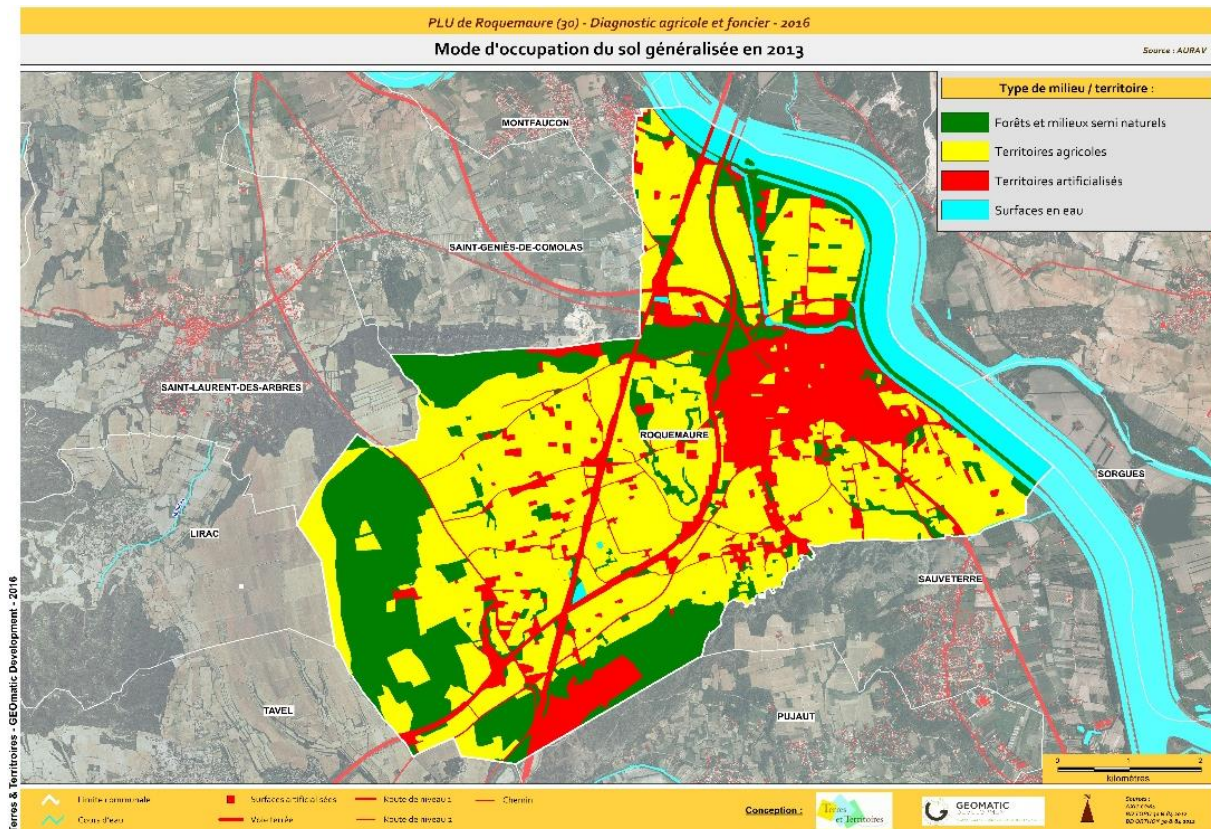 PLU de Roquemaure (30) - Diagnostic agricole et foncier - 2016
Mode d'occupation du sol généralisée en 2013
Source : AURAV
Type de milieu / territoire :
Forêts et milieux semi naturels
Territoires agricoles
Territoires artificialisés
Surfaces en eau
MONTFAUCON
SAINT-GENIÈS-DE-COMOLAS
SAINT-LAURENT-DES-ARBRES
ROQUEMAURE
SORGUES
LIRAC
SAUVETERRE
TAVEL
PUJAUT
0 1 2
kilomètres
Terres & Territoires - GEOmatic Development - 2016
Limite communale
Surfaces artificialisées
Route de niveau 1
Chemin
Cours d'eau
Voie ferrée
Route de niveau 2
Conception :
Terres et Territoires
GEOMATIC
N
Sources :